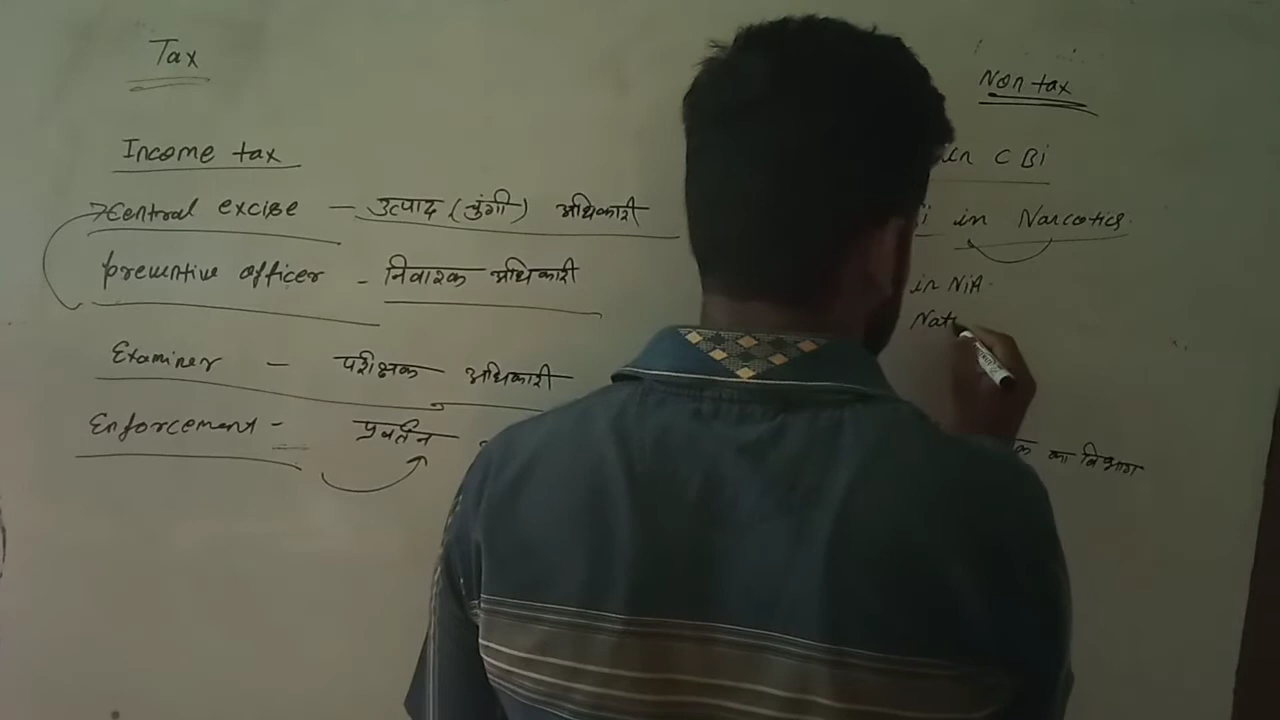 Tax
Income tax
Central excise - उत्पाद (चुंगी) अधिकारी
preventive officer - निवारक अधिकारी
Examiner - परीक्षक अधिकारी
Enforcement - प्रवर्तन
Non tax
in CBi
in Narcotics.
in NiA.
Nat
का विभाग